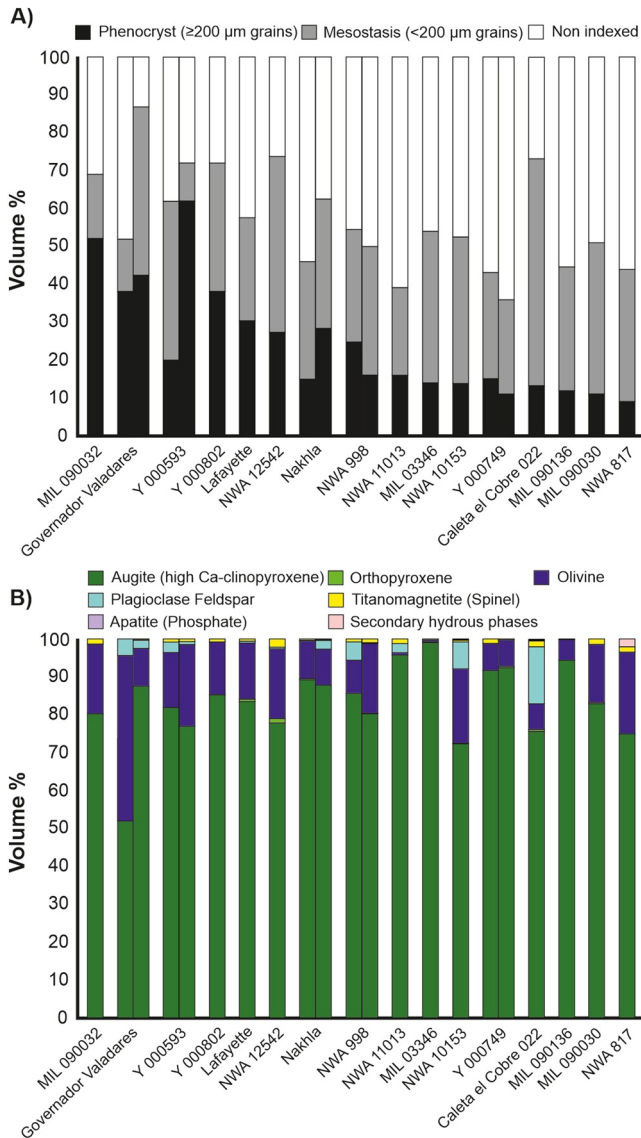 A)
Phenocryst (≥200 µm grains) Mesostasis (<200 µm grains) Non indexed
100
90
80
70
60
50
40
30
20
10
0
Volume %
MIL 090032
Governador Valadares
Y 000593
Y 000802
Lafayette
NWA 12542
Nakhla
NWA 998
NWA 11013
MIL 03346
NWA 10153
Y 000749
Caleta el Cobre 022
MIL 090136
MIL 090030
NWA 817
B)
Augite (high Ca-clinopyroxene) Orthopyroxene Olivine
Plagioclase Feldspar Titanomagnetite (Spinel)
Apatite (Phosphate) Secondary hydrous phases
100
90
80
70
60
50
40
30
20
10
0
Volume %
MIL 090032
Governador Valadares
Y 000593
Y 000802
Lafayette
NWA 12542
Nakhla
NWA 998
NWA 11013
MIL 03346
NWA 10153
Y 000749
Caleta el Cobre 022
MIL 090136
MIL 090030
NWA 817